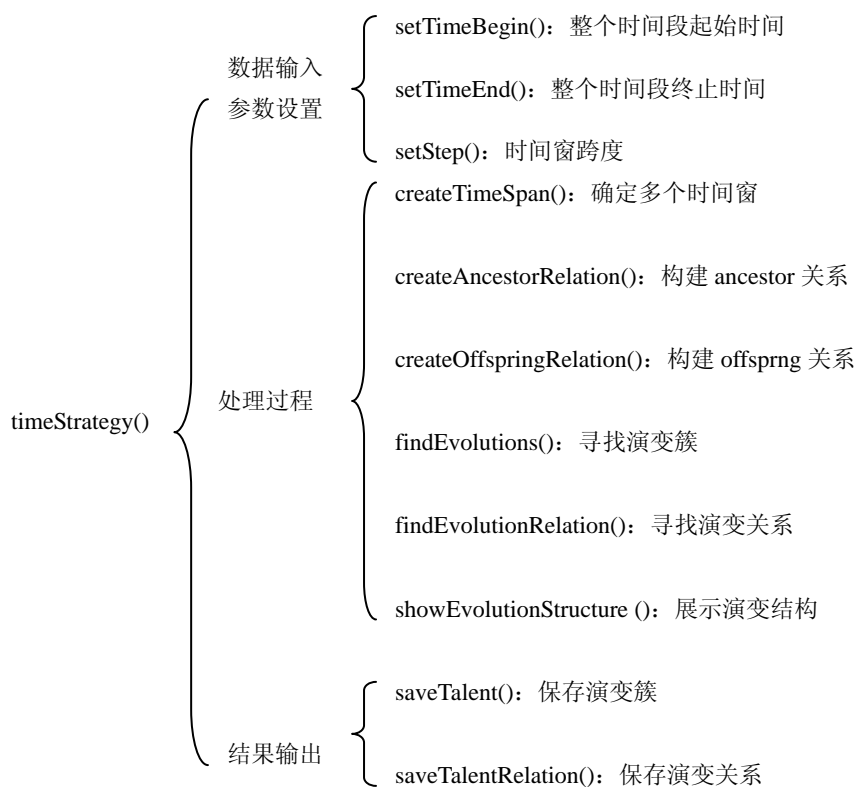 timeStrategy()
数据输入
参数设置
setTimeBegin()：整个时间段起始时间
setTimeEnd()：整个时间段终止时间
setStep()：时间窗跨度
处理过程
createTimeSpan()：确定多个时间窗
createAncestorRelation()：构建 ancestor 关系
createOffspringRelation()：构建 offsprng 关系
findEvolutions()：寻找演变簇
findEvolutionRelation()：寻找演变关系
showEvolutionStructure ()：展示演变结构
结果输出
saveTalent()：保存演变簇
saveTalentRelation()：保存演变关系